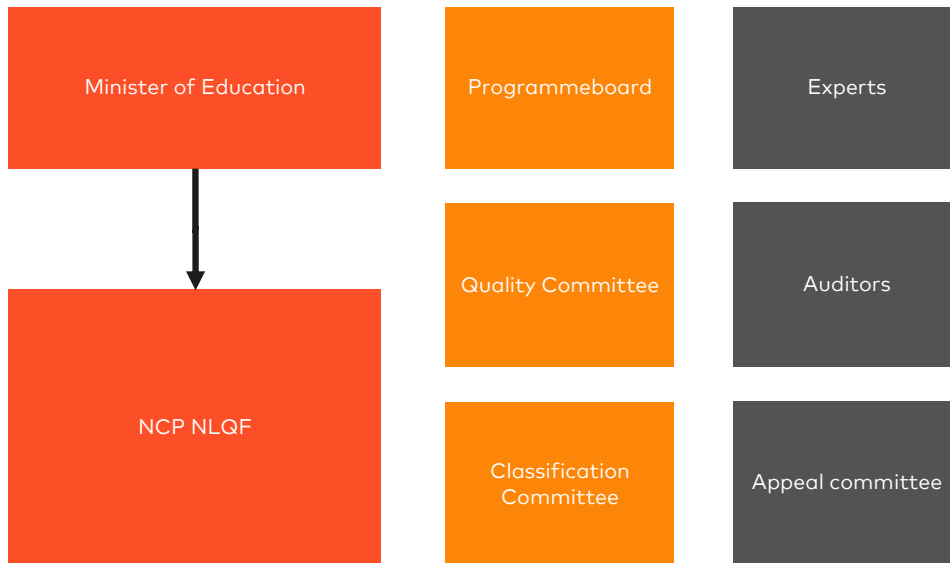 Minister of Education
Programmeboard
Experts
Quality Committee
Auditors
NCP NLQF
Classification
Committee
Appeal committee